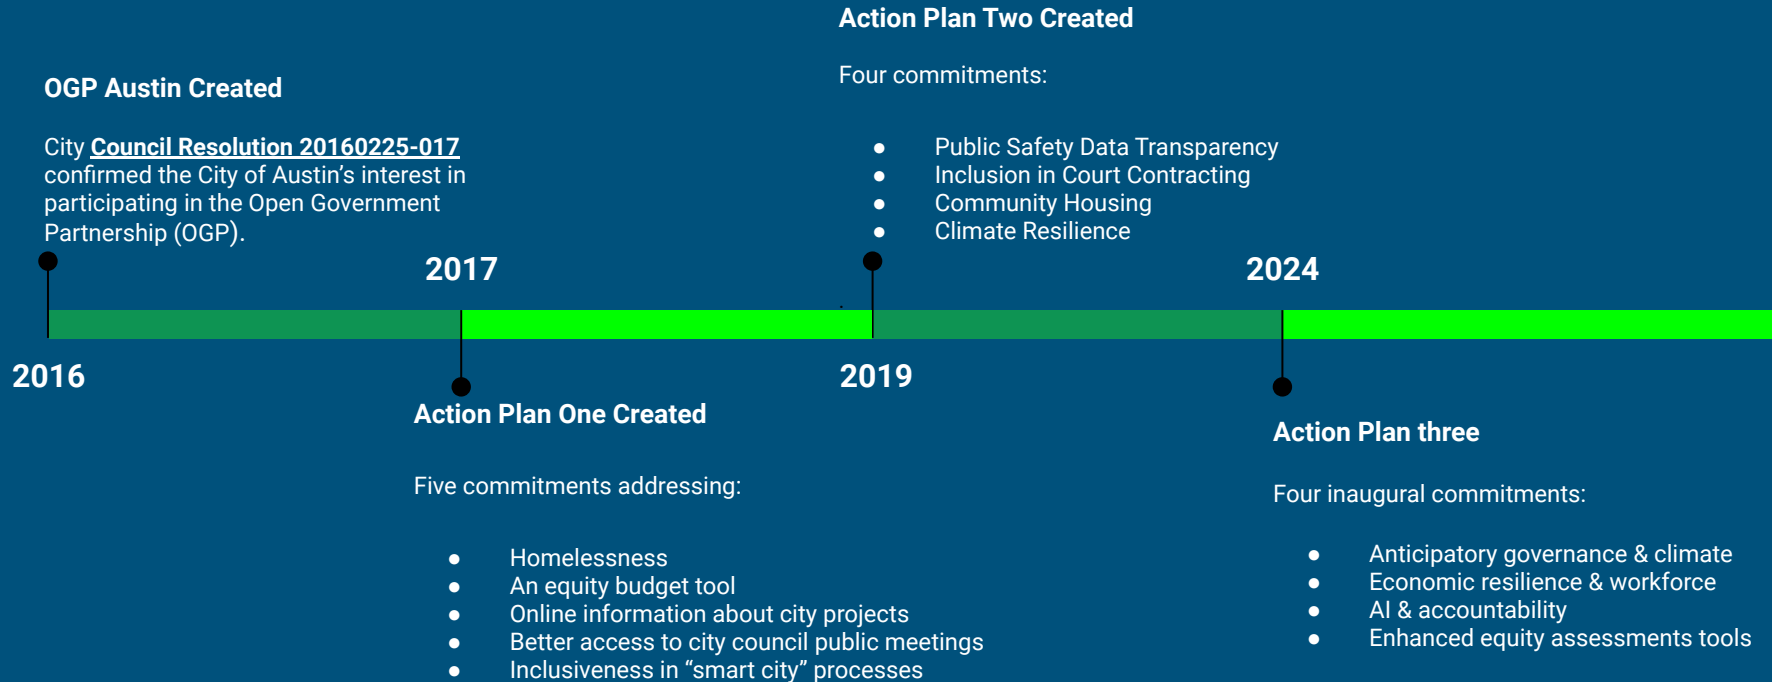 OGP Austin Created
City Council Resolution 20160225-017
confirmed the City of Austin’s interest in
participating in the Open Government
Partnership (OGP).
2016
2017
Action Plan One Created
Five commitments addressing:
● Homelessness
● An equity budget tool
● Online information about city projects
● Better access to city council public meetings
● Inclusiveness in “smart city” processes
Action Plan Two Created
Four commitments:
● Public Safety Data Transparency
● Inclusion in Court Contracting
● Community Housing
● Climate Resilience
2019
2024
Action Plan three
Four inaugural commitments:
● Anticipatory governance & climate
● Economic resilience & workforce
● AI & accountability
● Enhanced equity assessments tools